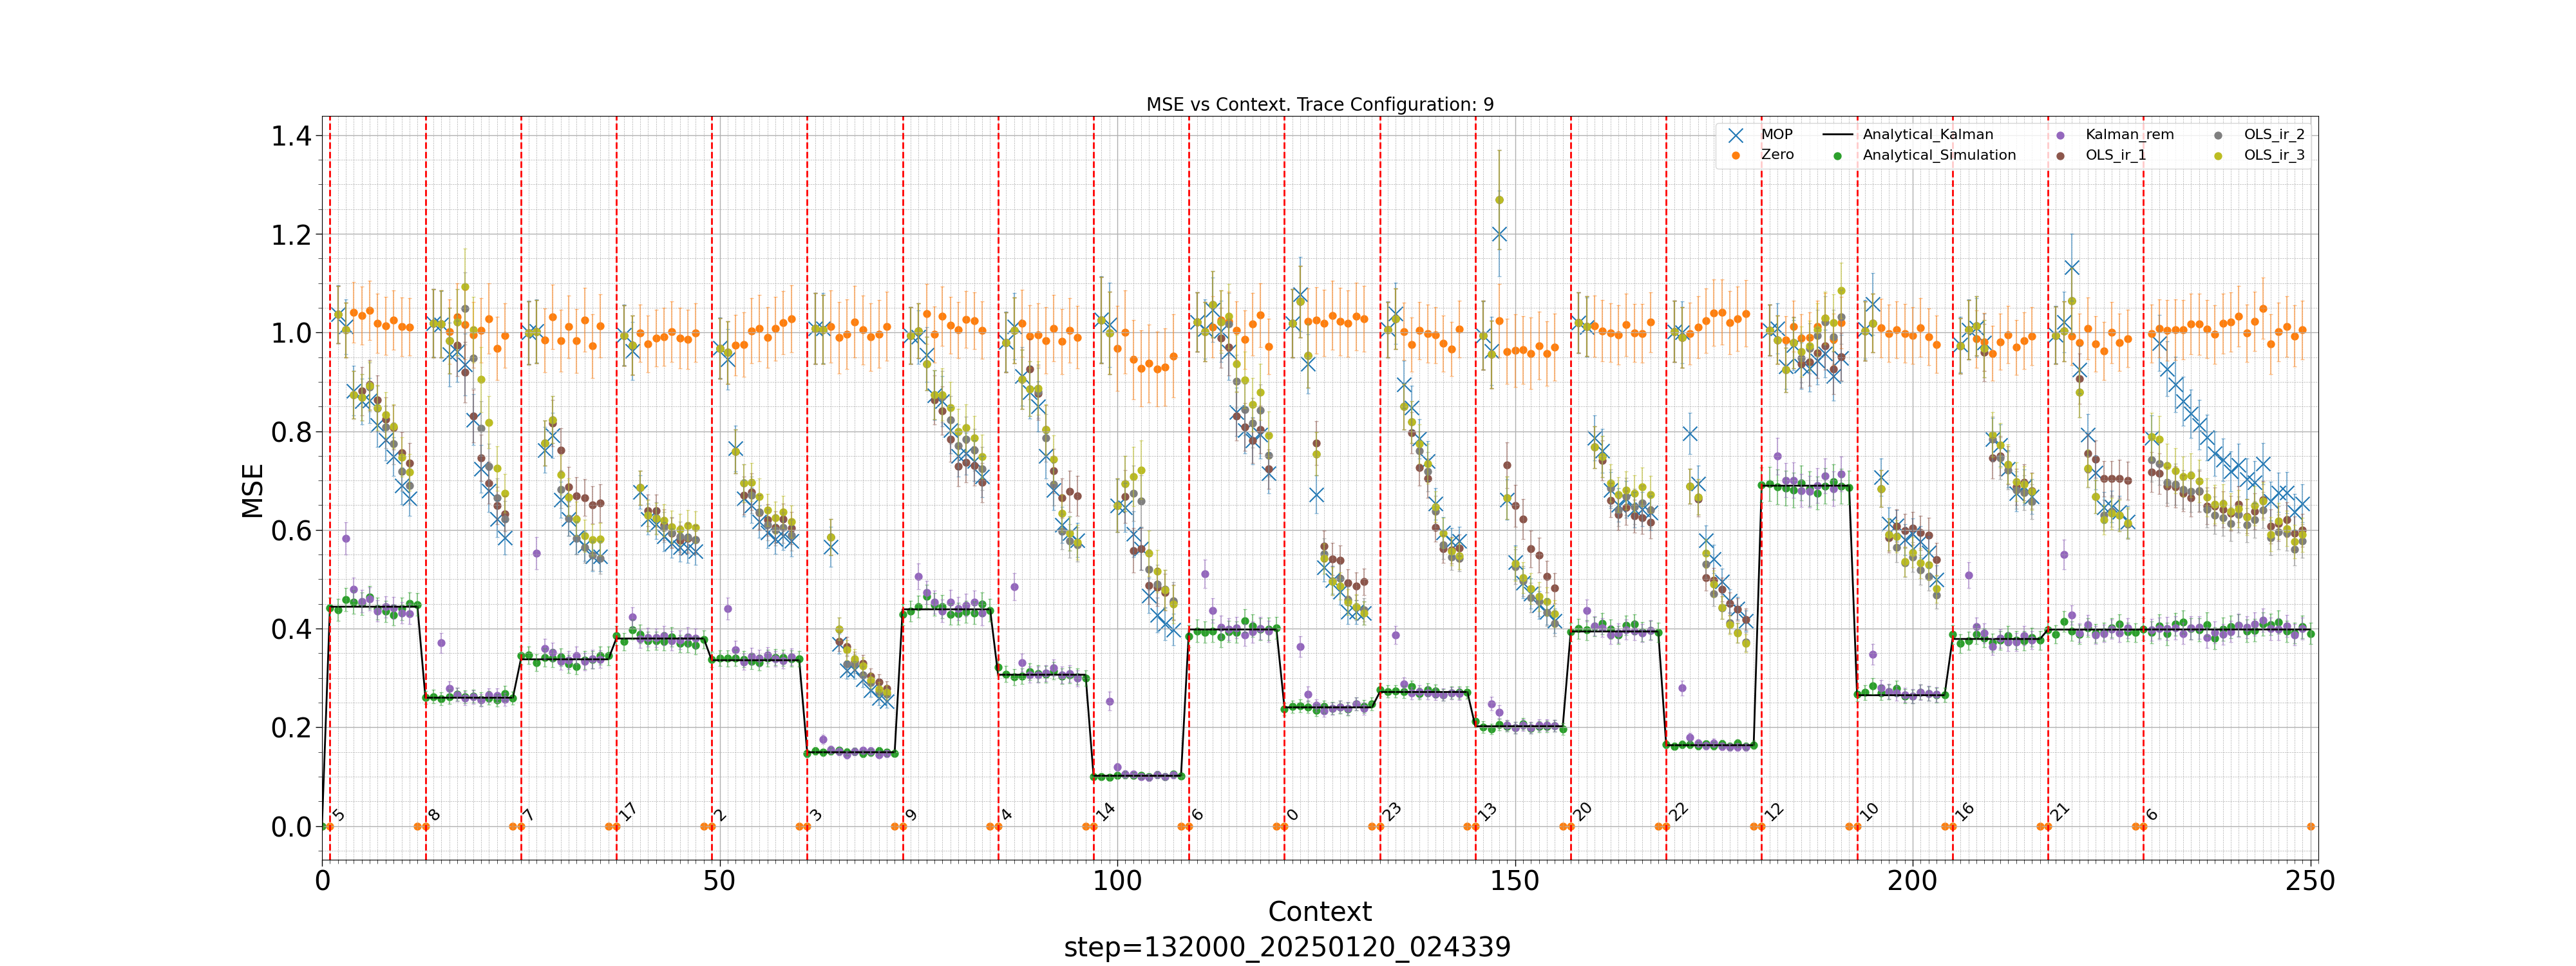 MSE vs Context. Trace Configuration: 9
MOP
Zero
Analytical_Kalman
Analytical_Simulation
Kalman_rem
OLS_ir_1
OLS_ir_2
OLS_ir_3
1.4
1.2
1.0
0.8
0.6
0.4
0.2
0.0
MSE
5 8 7 17 2 3 9 4 14 6 0 23 13 20 22 12 10 16 21 6
0 50 100 150 200 250
Context
step=132000_20250120_024339